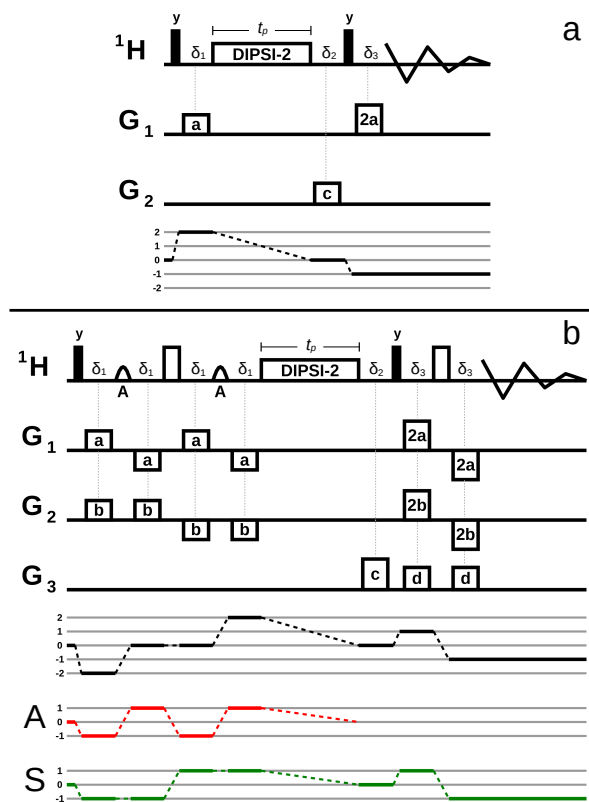 a
y tₚ y
¹H δ₁ DIPSI-2 δ₂ δ₃
G₁ a 2a
G₂ c
2
1
0
-1
-2
b
y tₚ y
¹H δ₁ δ₁ δ₁ δ₁ DIPSI-2 δ₂ δ₃ δ₃
A A
G₁ a a a a 2a 2a
G₂ b b b b 2b 2b
G₃ c d d
2
1
0
-1
-2
A 1
0
-1
S 1
0
-1